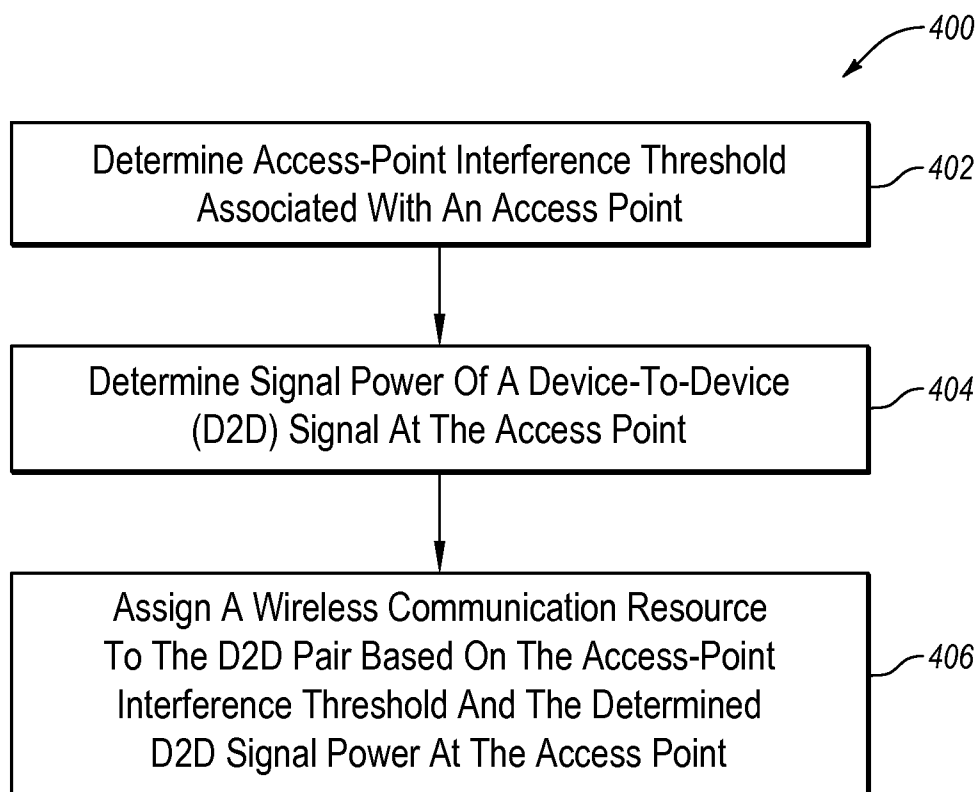 400
Determine Access-Point Interference Threshold
Associated With An Access Point
402
Determine Signal Power Of A Device-To-Device
(D2D) Signal At The Access Point
404
Assign A Wireless Communication Resource
To The D2D Pair Based On The Access-Point
Interference Threshold And The Determined
D2D Signal Power At The Access Point
406